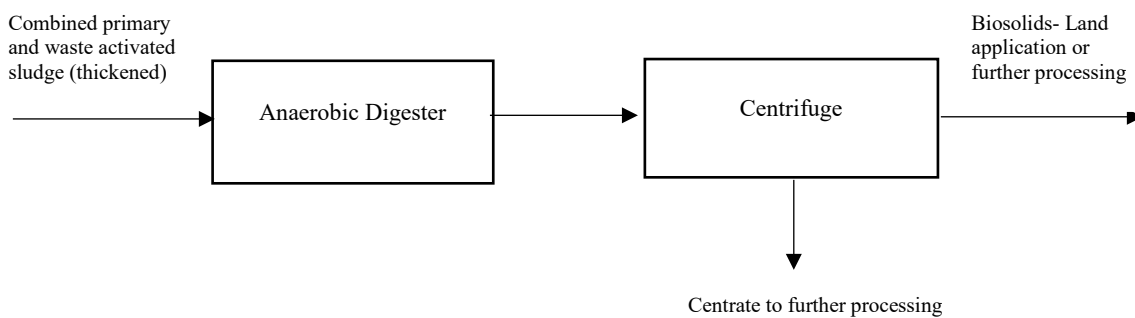 Combined primary
and waste activated
sludge (thickened)
Anaerobic Digester
Centrifuge
Biosolids- Land
application or
further processing
Centrate to further processing